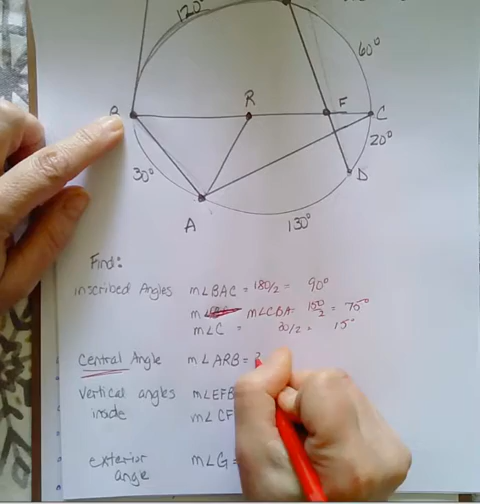 120°
60°
R
F
C
20°
D
30°
A
130°
Find:
inscribed Angles m∠BAC = 180/2 = 90°
m∠ m∠CBA = 150/2 = 75°
m∠C = 30/2 = 15°
Central Angle m∠ARB =
Vertical angles m∠EFB
inside m∠CF
exterior m∠G =
angle